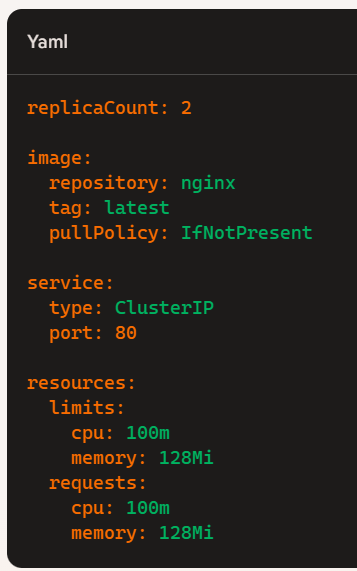 Yaml
replicaCount: 2
image:
  repository: nginx
  tag: latest
  pullPolicy: IfNotPresent
service:
  type: ClusterIP
  port: 80
resources:
  limits:
    cpu: 100m
    memory: 128Mi
  requests:
    cpu: 100m
    memory: 128Mi